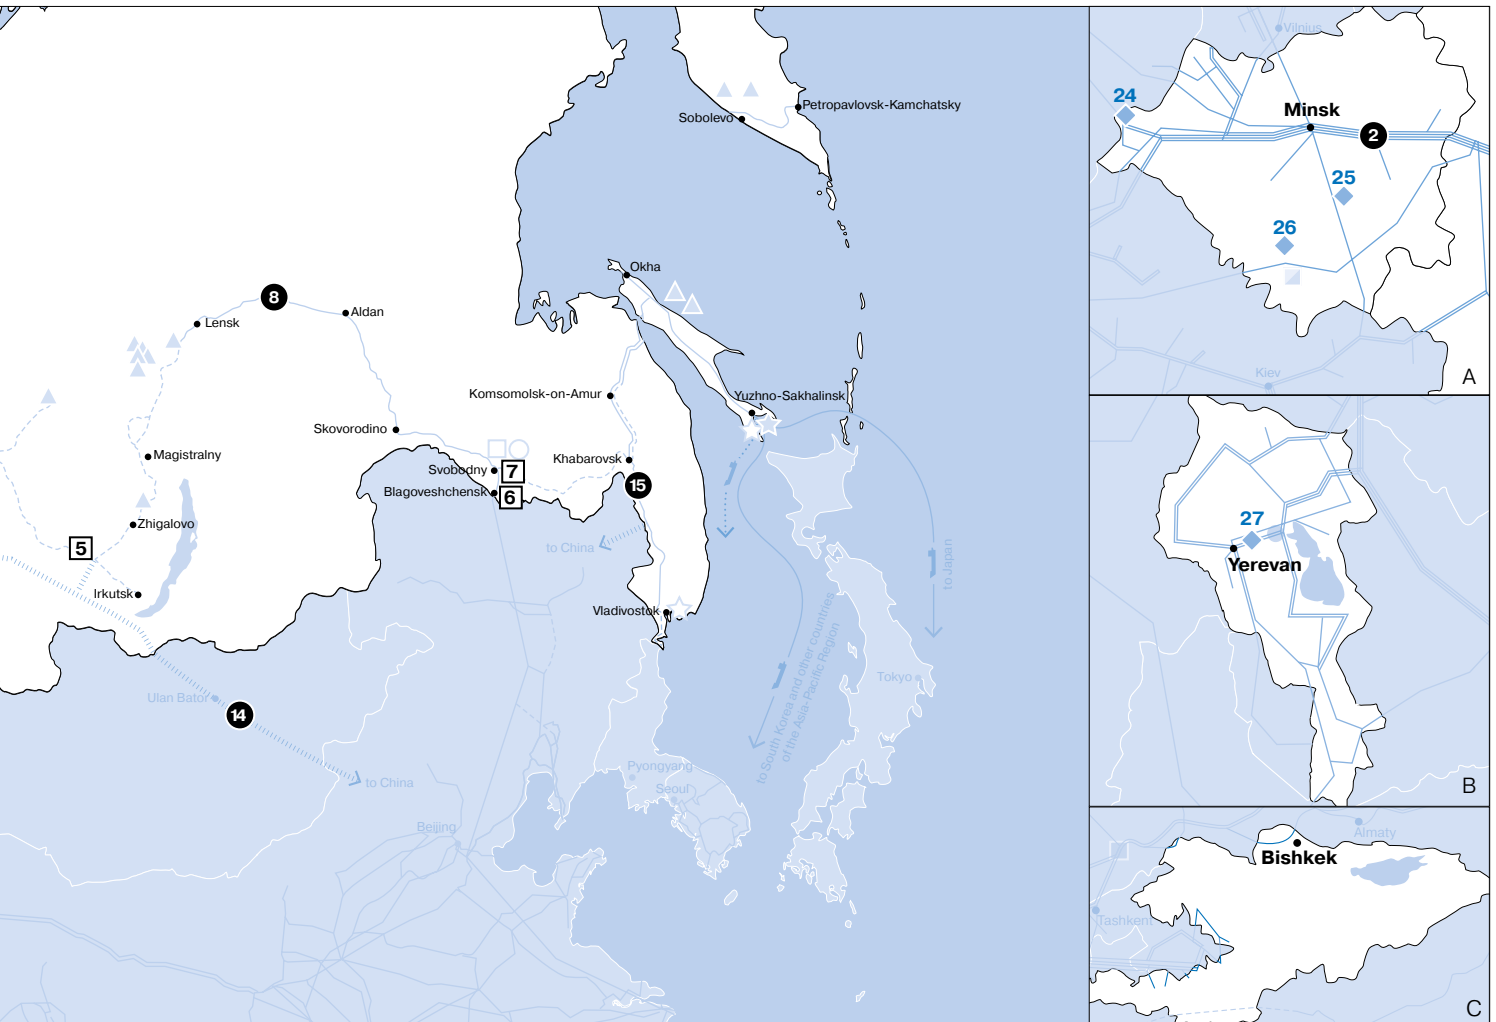 Petropavlovsk-Kamchatsky
Sobolevo
Okha
8
Lensk
Aldan
Komsomolsk-on-Amur
Yuzhno-Sakhalinsk
Skovorodino
Magistralny
Khabarovsk
Svobodny
7
15
Blagoveshchensk
6
Zhigalovo
5
to China
to Japan
Irkutsk
Vladivostok
to South Korea and other countries
of the Asia-Pacific Region
Tokyo
Ulan Bator
14
to China
Pyongyang
Seoul
Beijing
Vilnius
24
Minsk
2
25
26
Kiev
A
27
Yerevan
B
Almaty
Bishkek
Tashkent
C